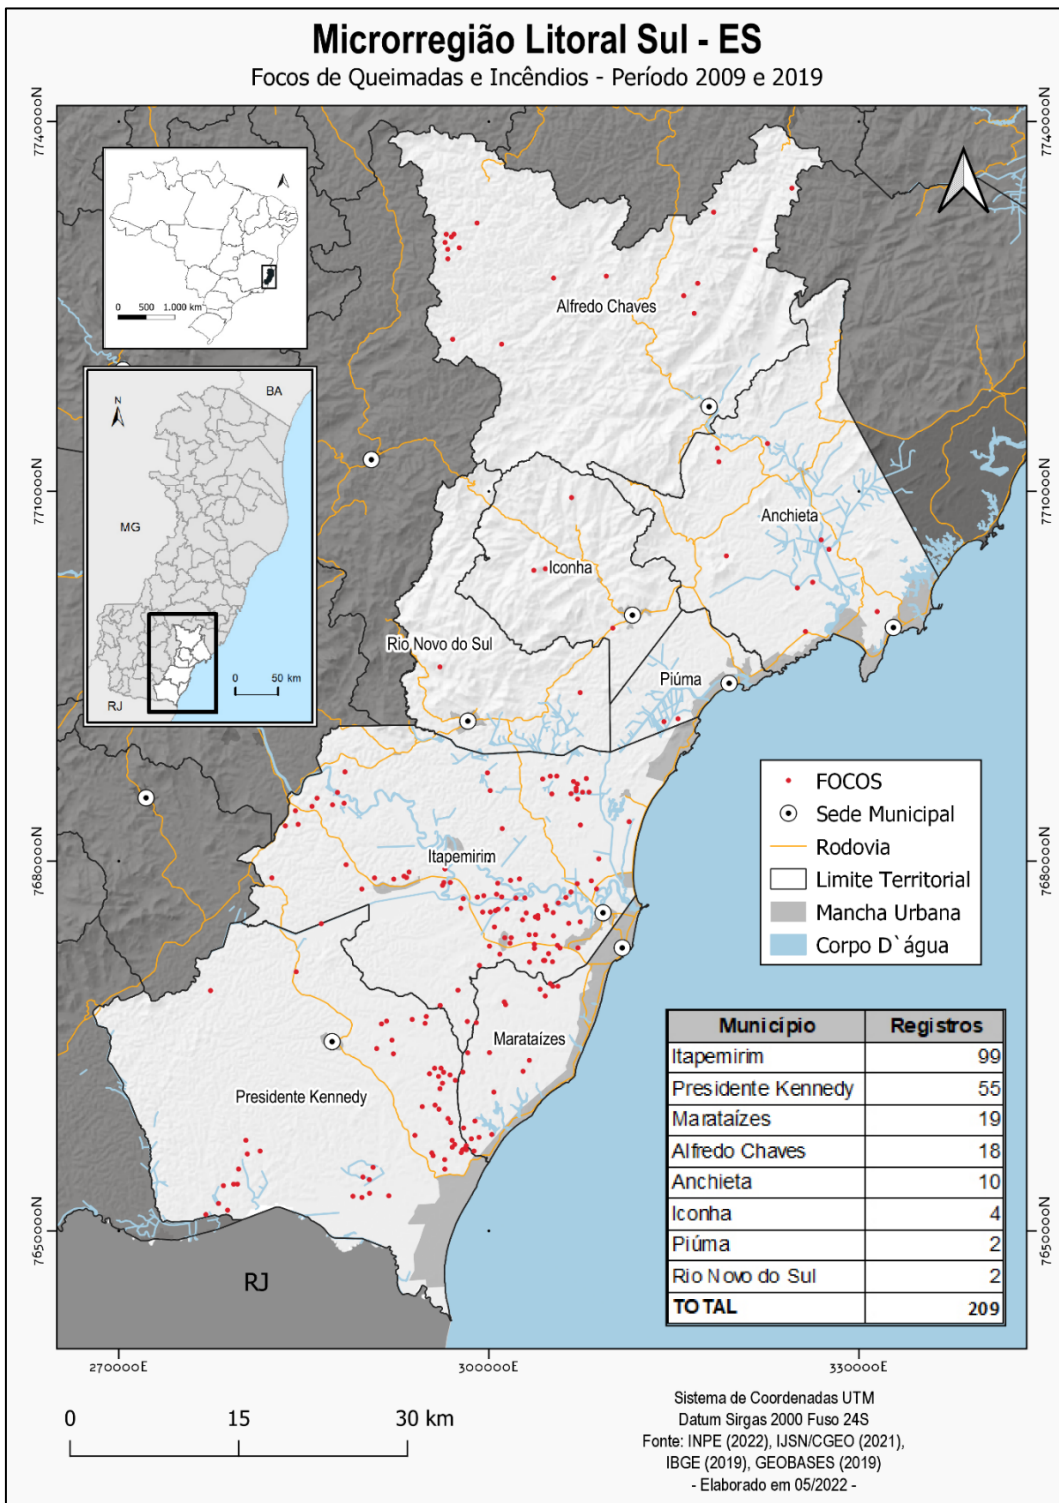 Microrregião Litoral Sul - ES
Focos de Queimadas e Incêndios - Período 2009 e 2019
7740000N
7740000N
0 500 1.000 km
Alfredo Chaves
N
BA
MG
RJ
0 50 km
7710000N
7710000N
Anchieta
Iconha
Rio Novo do Sul
Piúma
FOCOS
Sede Municipal
Rodovia
Limite Territorial
Mancha Urbana
Corpo D`água
7680000N
7680000N
Itapemirim
Marataízes
Presidente Kennedy
Município Registros
Itapemirim 99
Presidente Kennedy 55
Marataízes 19
Alfredo Chaves 18
Anchieta 10
Iconha 4
Piúma 2
Rio Novo do Sul 2
TOTAL 209
7650000N
7650000N
RJ
270000E 300000E 330000E
0 15 30 km
Sistema de Coordenadas UTM
Datum Sirgas 2000 Fuso 24S
Fonte: INPE (2022), IJSN/CGEO (2021),
IBGE (2019), GEOBASES (2019)
- Elaborado em 05/2022 -